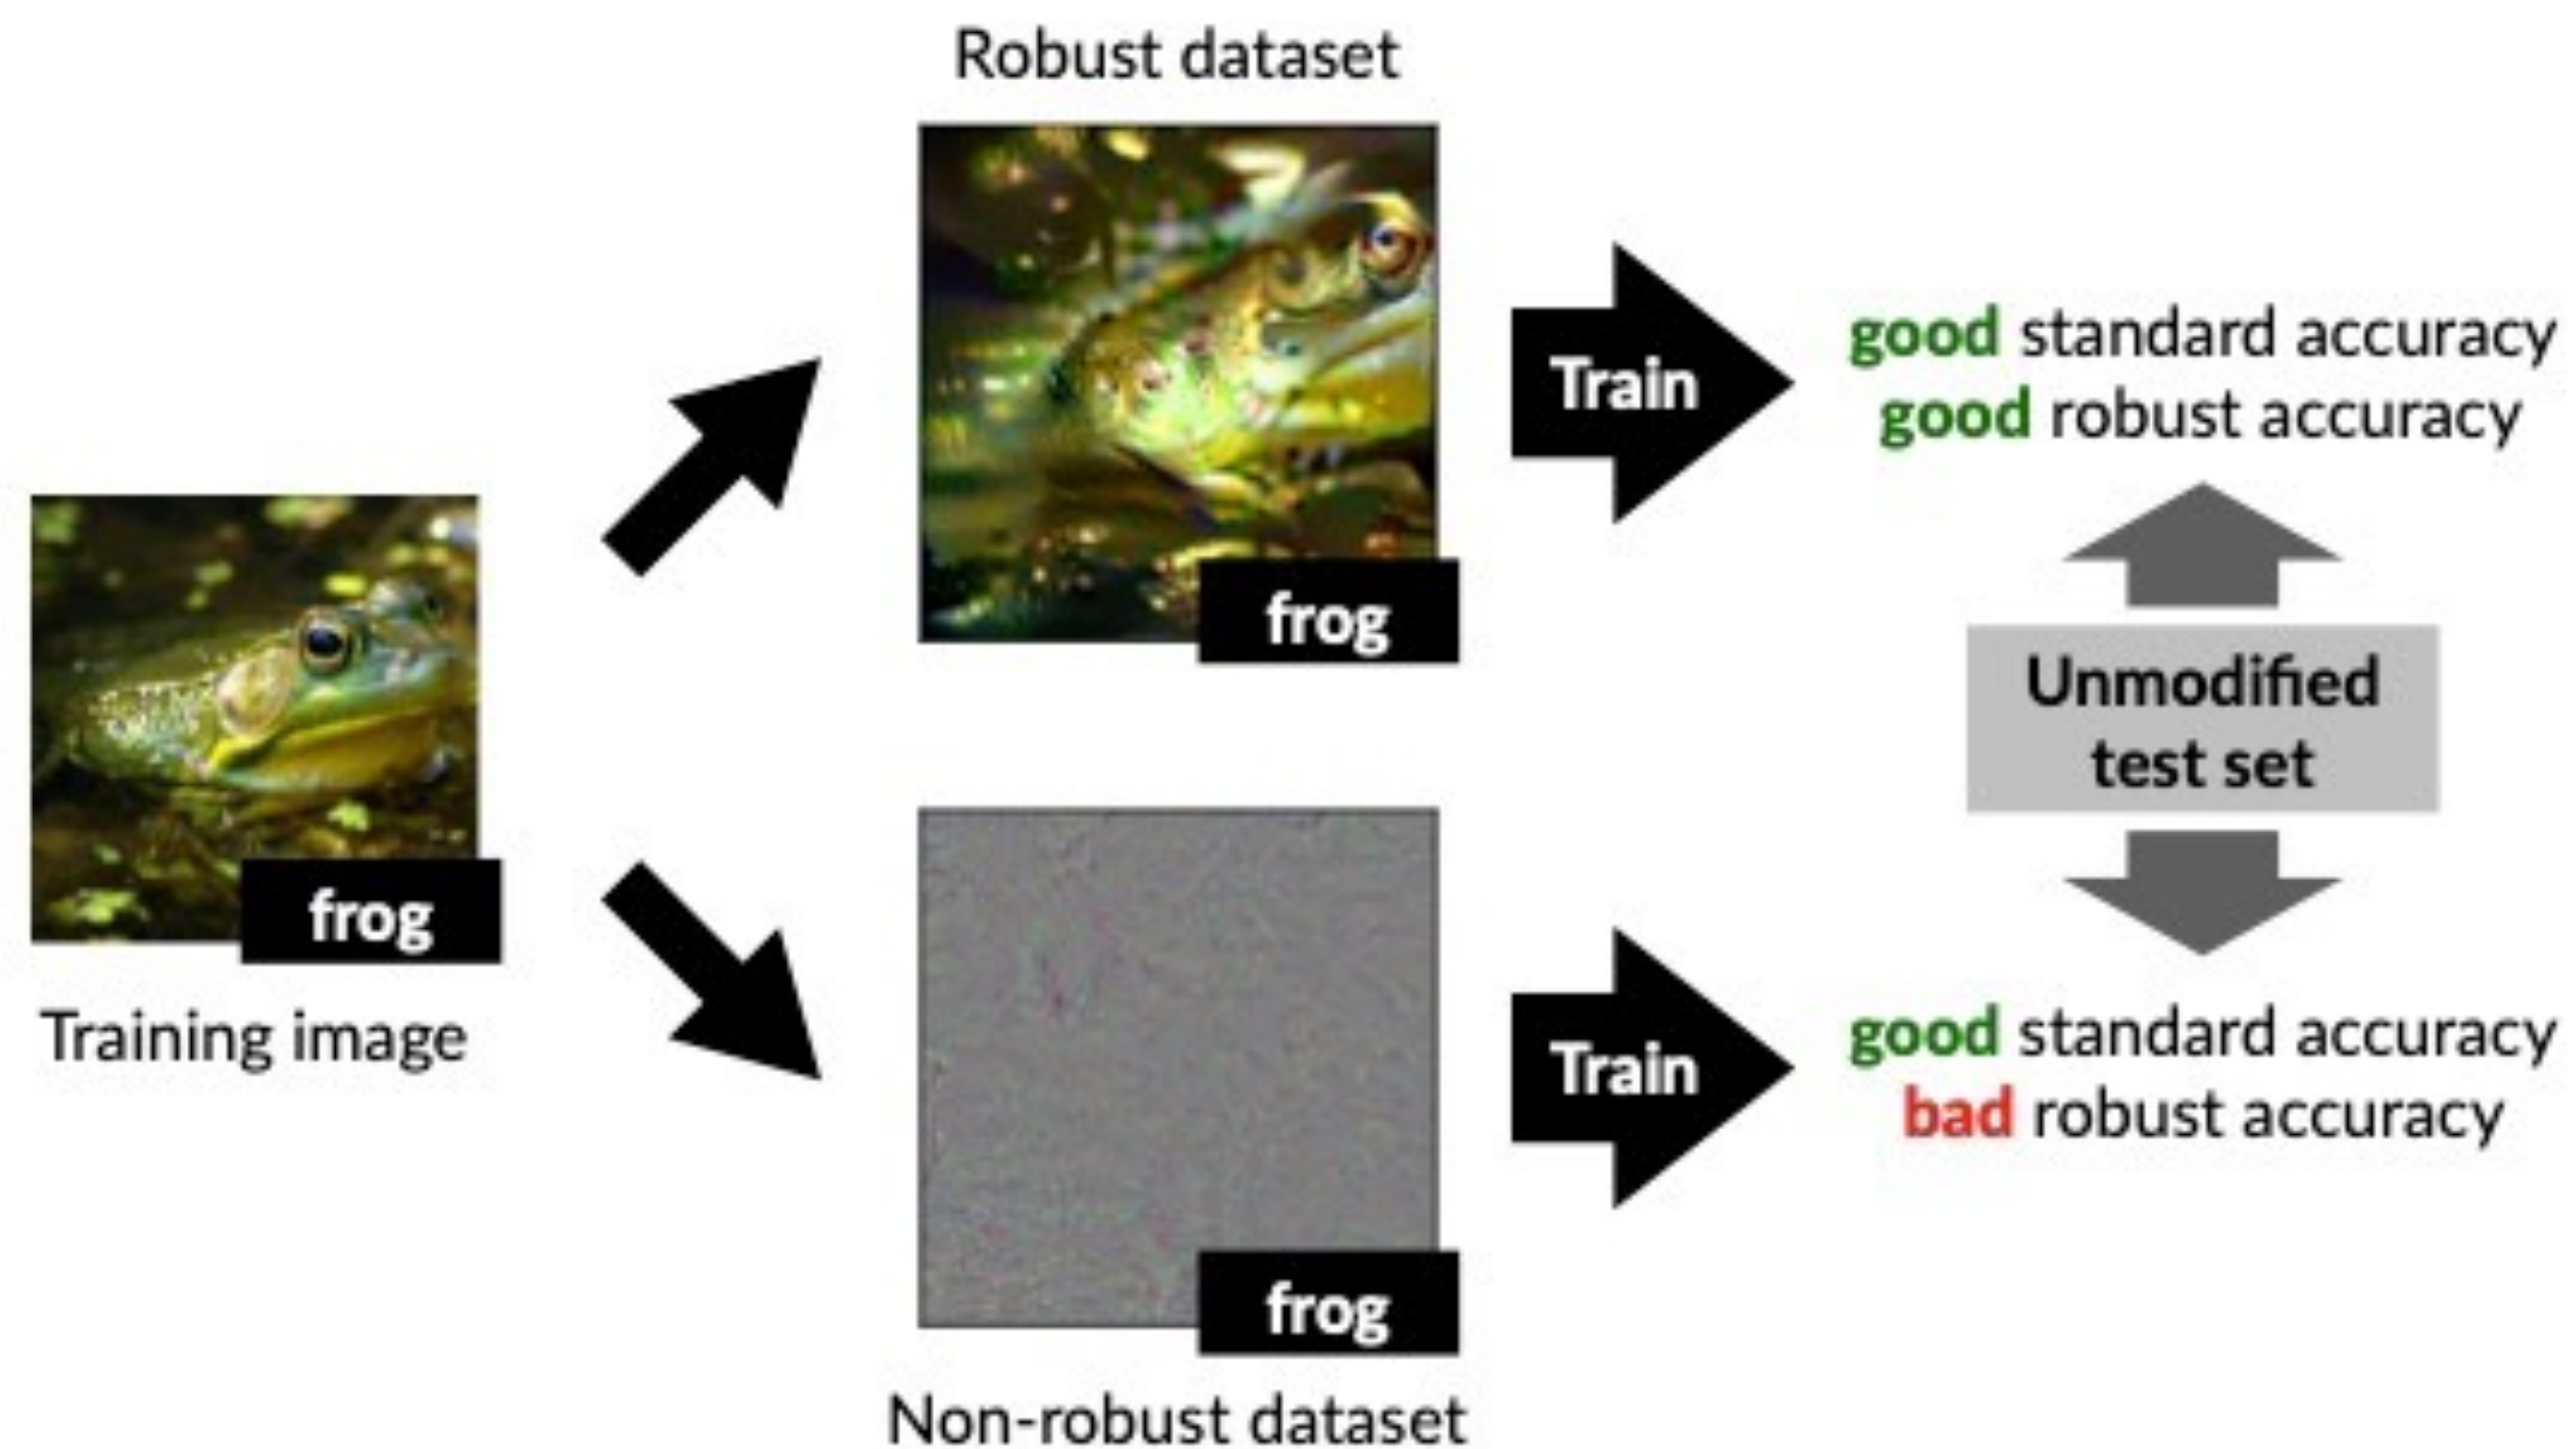 Robust dataset
frog
Train
good standard accuracy
good robust accuracy
frog
Training image
Unmodified
test set
frog
Train
good standard accuracy
bad robust accuracy
Non-robust dataset